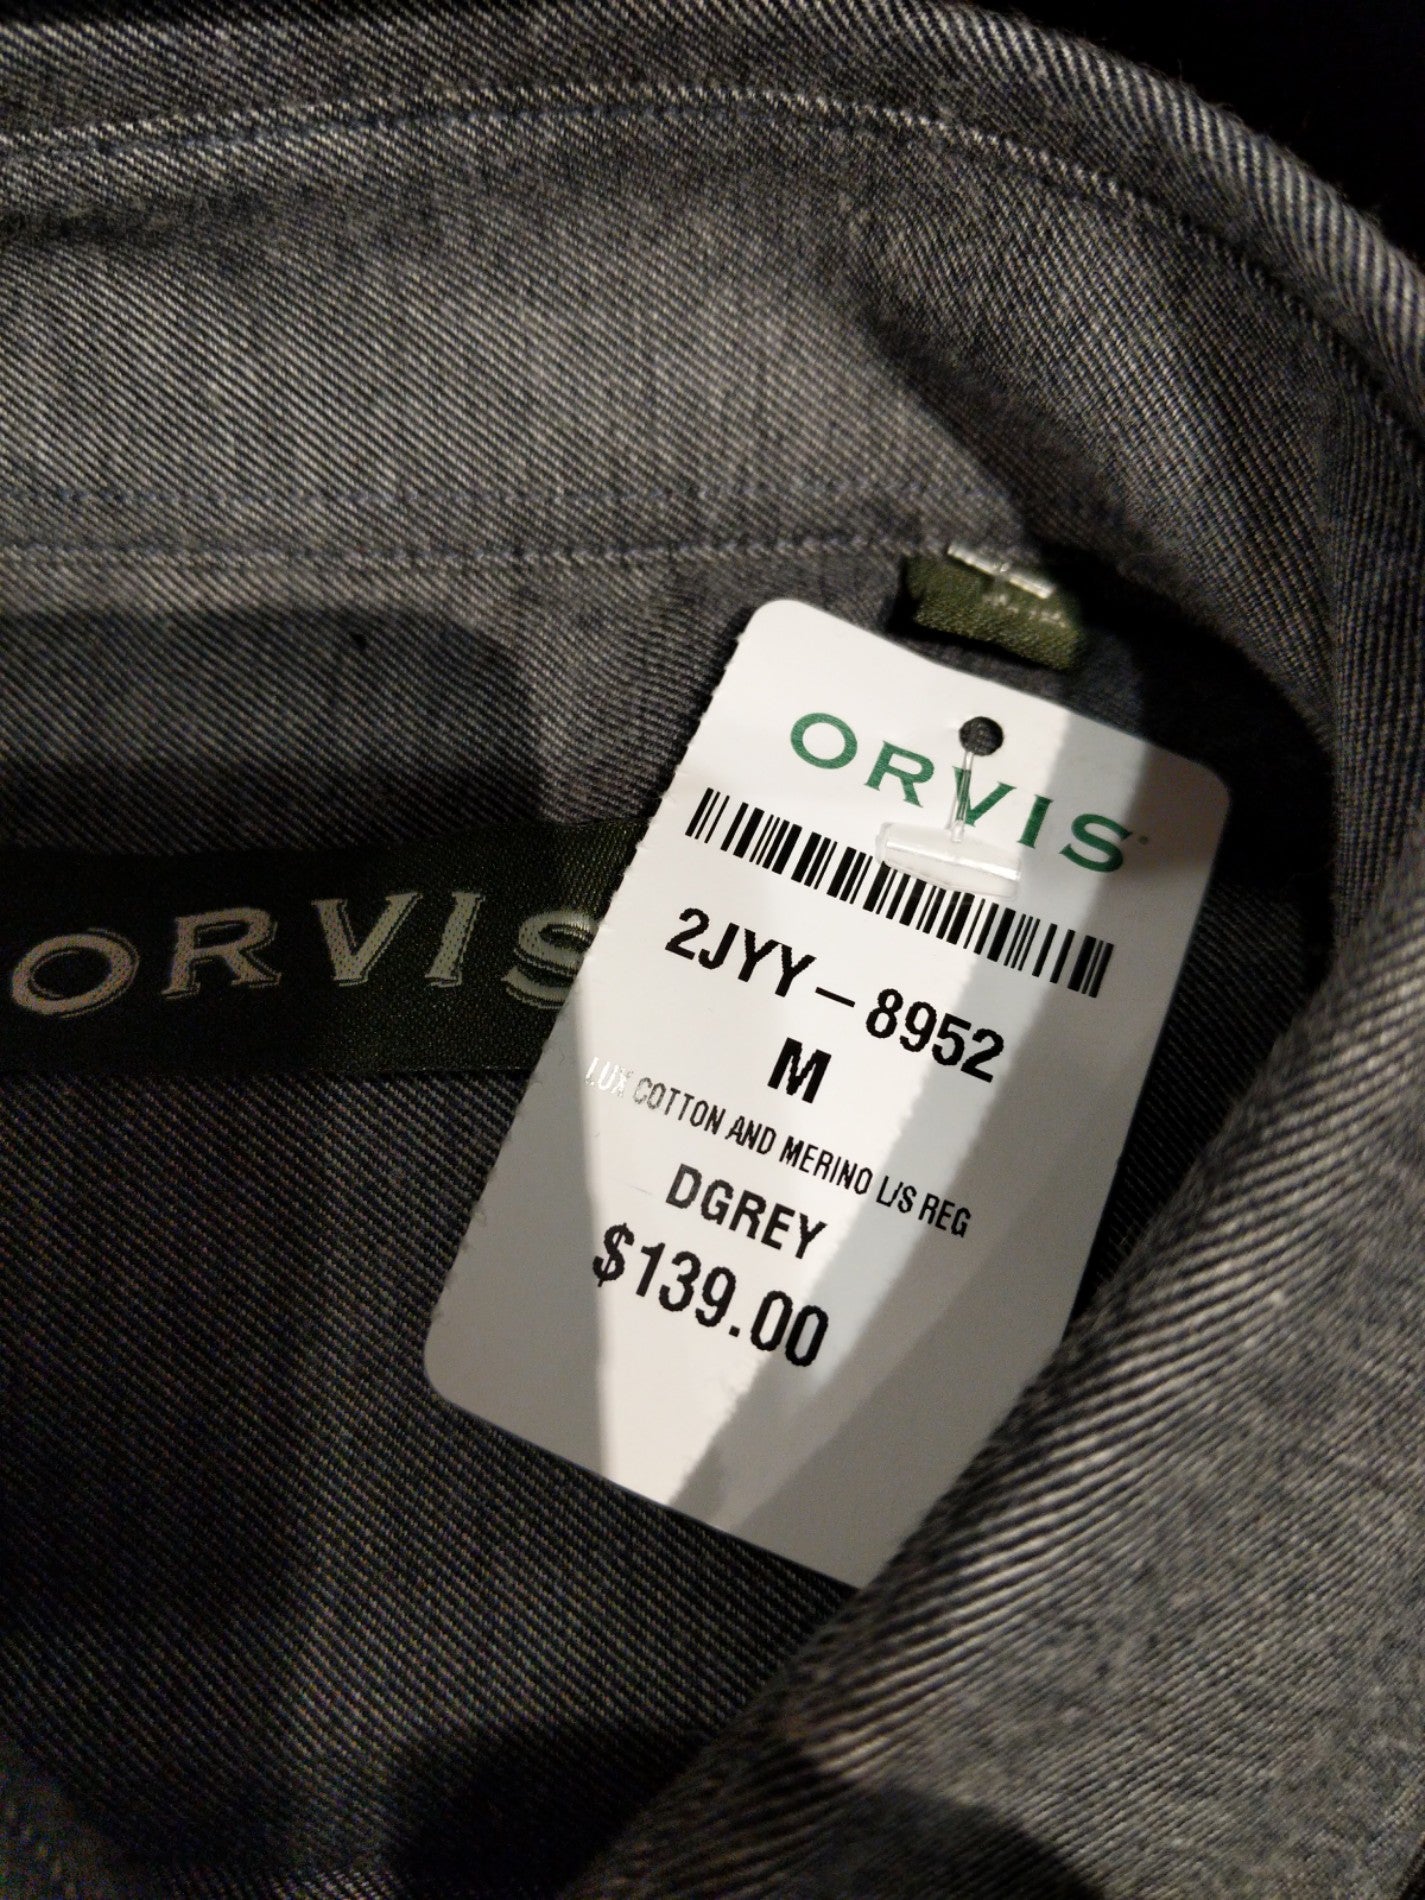 ORVIS
2JYY-8952
M
LUX COTTON AND MERINO L/S REG
DGREY
$139.00
ORVIS